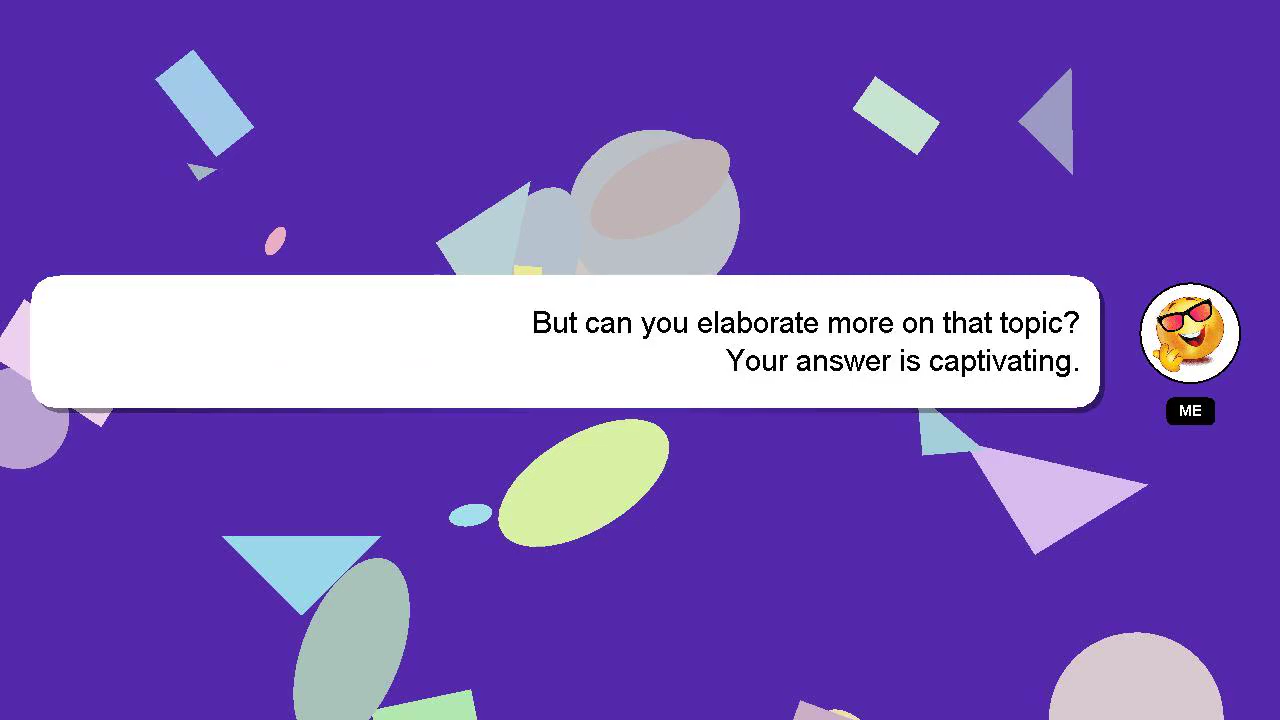 But can you elaborate more on that topic?
Your answer is captivating.
ME